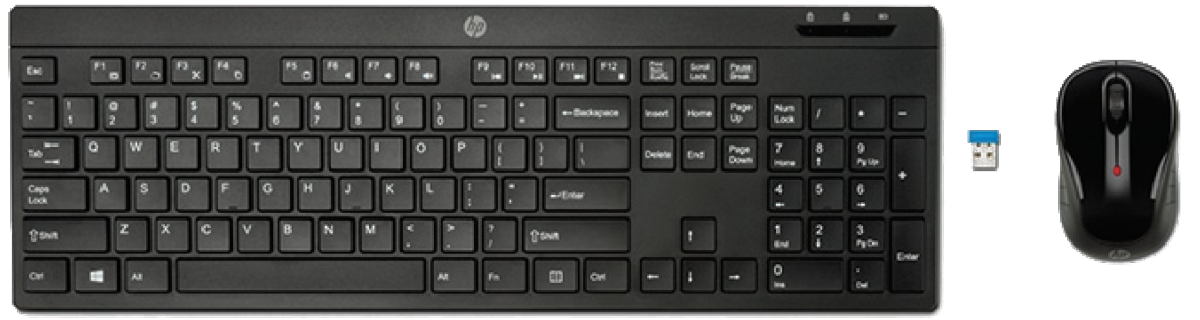 hp
Esc F1 F2 F3 F4 F5 F6 F7 F8 F9 F10 F11 F12 Scroll Lock Pause Break
~ ` ! 1 @ 2 # 3 $ 4 % 5 ^ 6 & 7 * 8 ( 9 ) 0 - + = ←Backspace Insert Home Page Up Num Lock / * -
Tab Q W E R T Y U I O P { [ } ] | \ Delete End Page Down 7 Home 8 ↑ 9 Pg Up +
Caps Lock A S D F G H J K L : ; " ' ←Enter 4 ← 5 6 →
⇧Shift Z X C V B N M < , > . ? / ⇧Shift ↑ 1 End 2 ↓ 3 Pg Dn Enter
Ctrl Alt Alt Fn Ctrl ← ↓ → 0 Ins . Del
hp